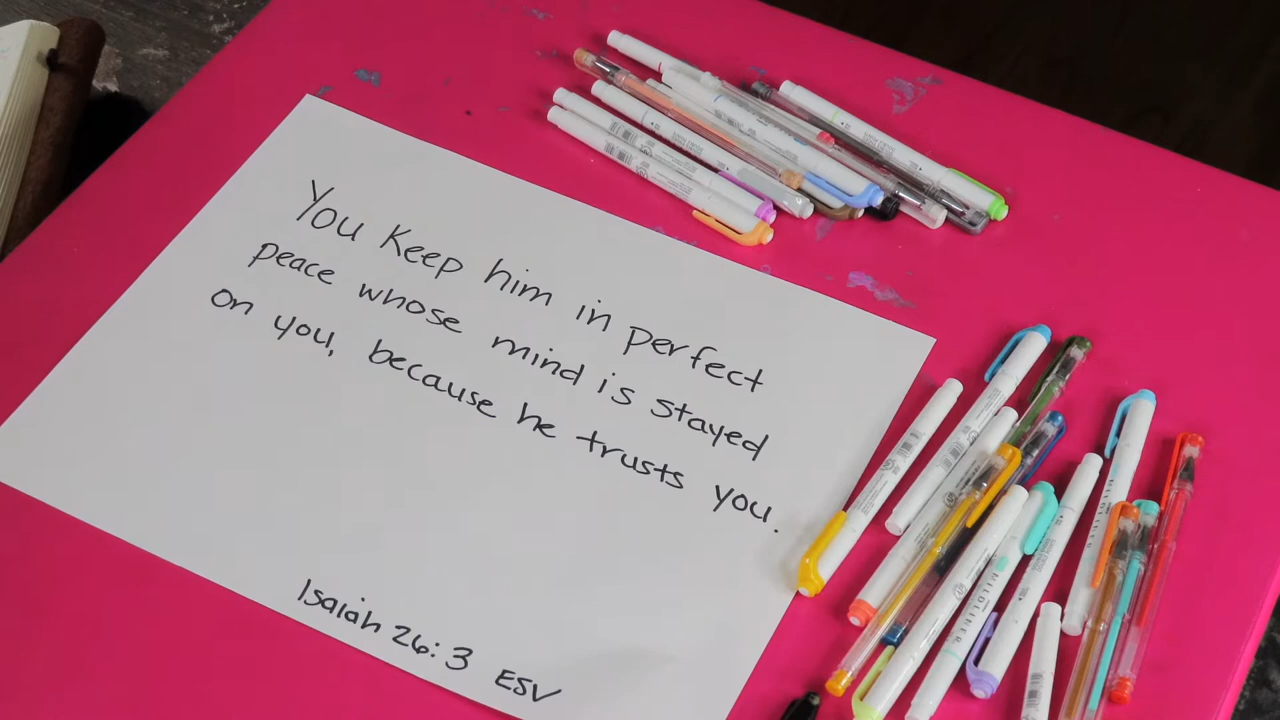 You Keep him in perfect
peace whose mind is stayed
on you, because he trusts you.
Isaiah 26:3 ESV
MILDLINER